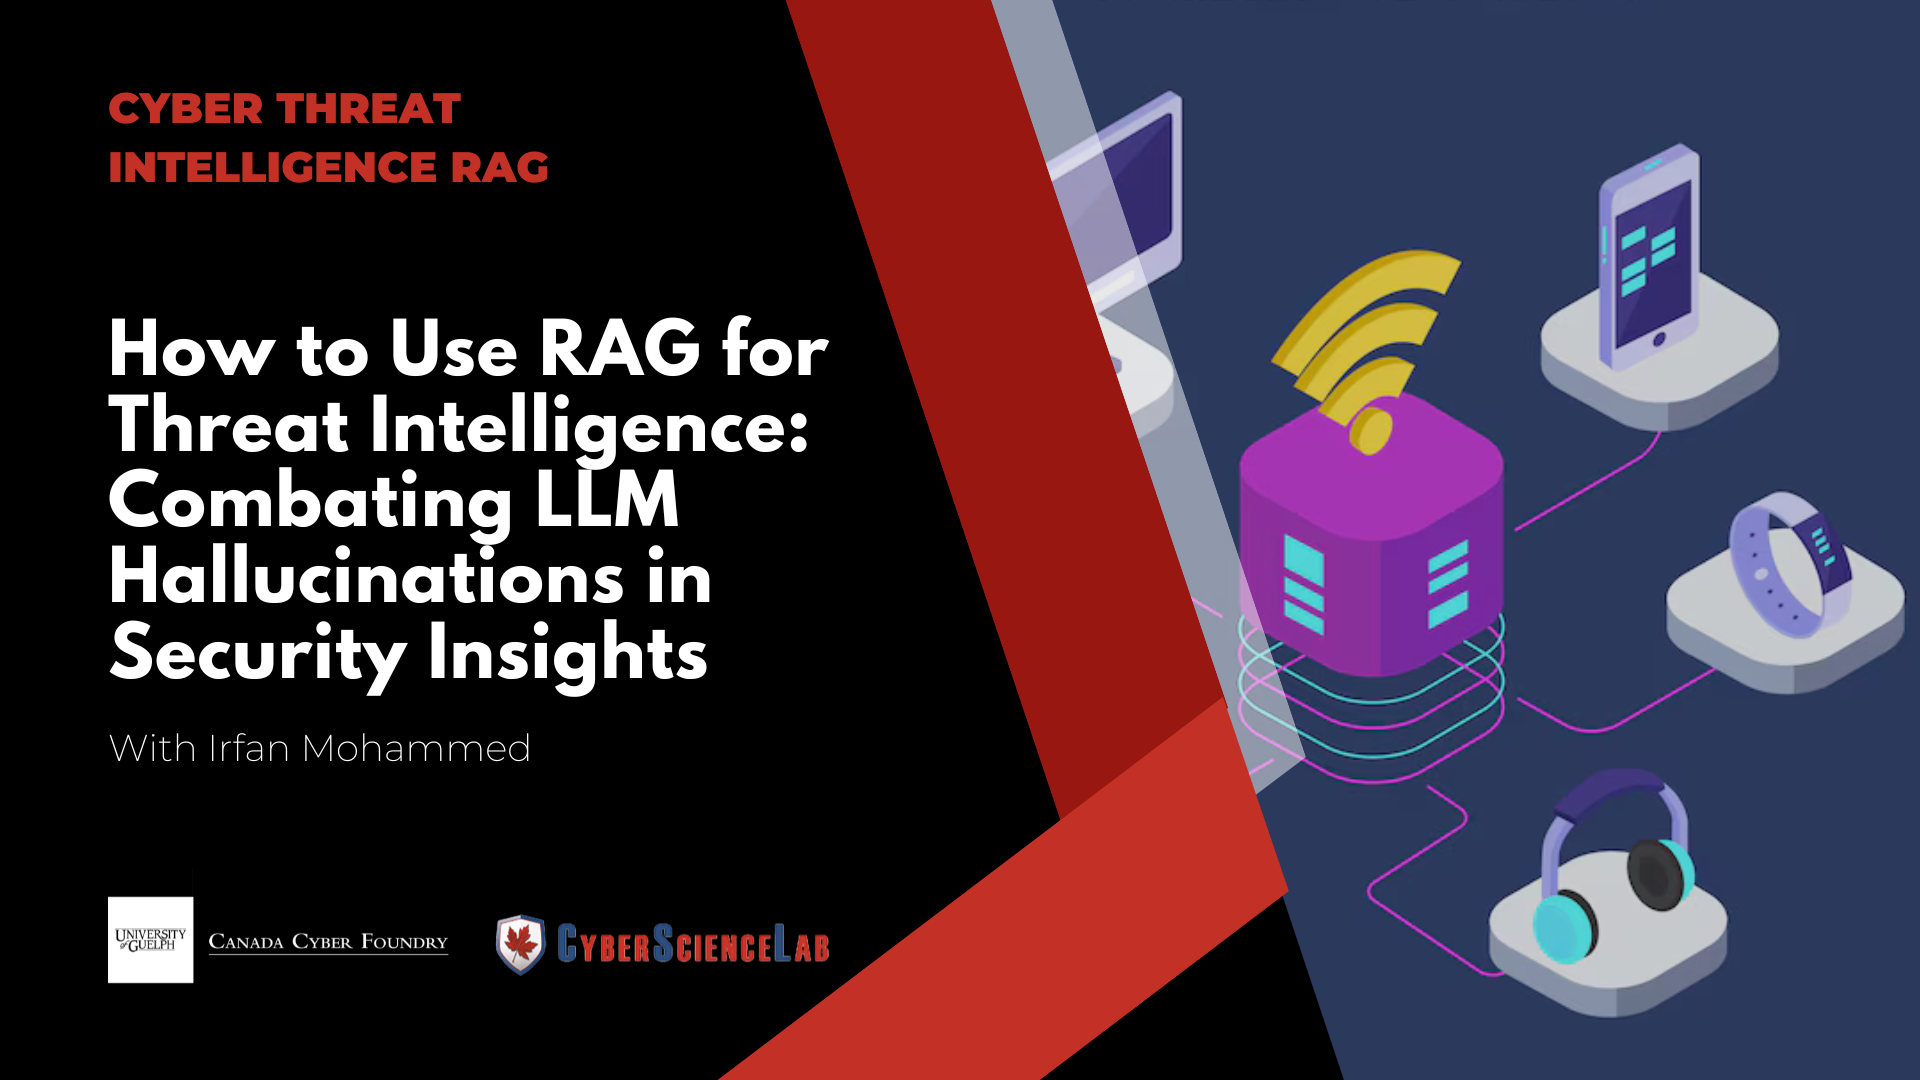 CYBER THREAT
INTELLIGENCE RAG
How to Use RAG for
Threat Intelligence:
Combating LLM
Hallucinations in
Security Insights
With Irfan Mohammed
UNIVERSITY
of GUELPH
CANADA CYBER FOUNDRY
CYBERSCIENCELAB